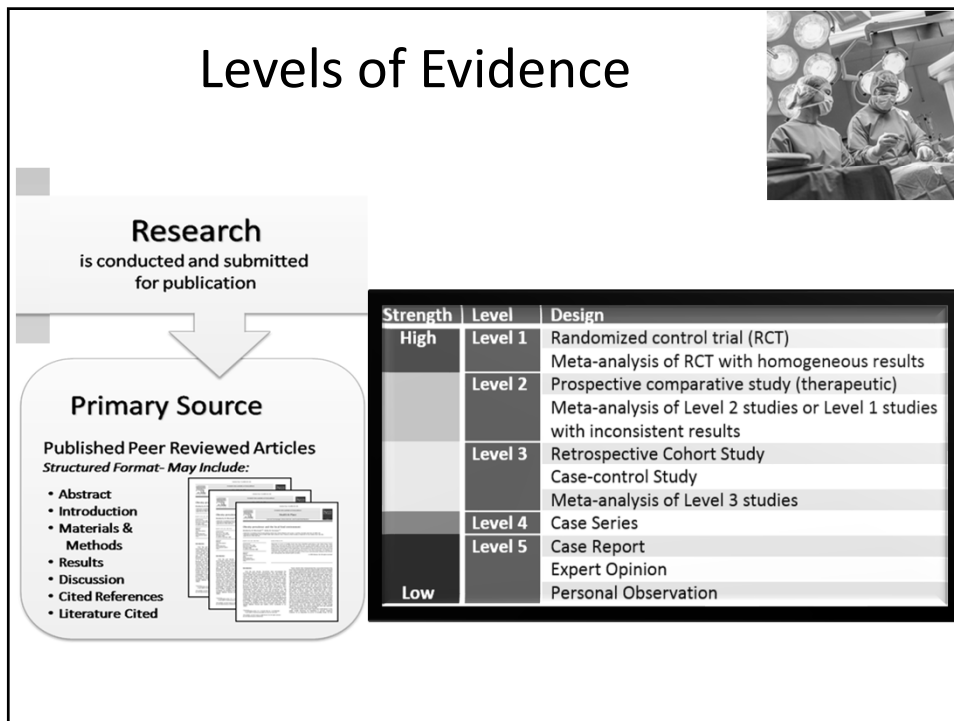 Levels of Evidence
Research
is conducted and submitted
for publication
Primary Source
Published Peer Reviewed Articles
Structured Format- May Include:
• Abstract
• Introduction
• Materials &
Methods
• Results
• Discussion
• Cited References
• Literature Cited
Strength Level Design
High Level 1 Randomized control trial (RCT)
Meta-analysis of RCT with homogeneous results
Level 2 Prospective comparative study (therapeutic)
Meta-analysis of Level 2 studies or Level 1 studies
with inconsistent results
Level 3 Retrospective Cohort Study
Case-control Study
Meta-analysis of Level 3 studies
Level 4 Case Series
Level 5 Case Report
Expert Opinion
Low Personal Observation